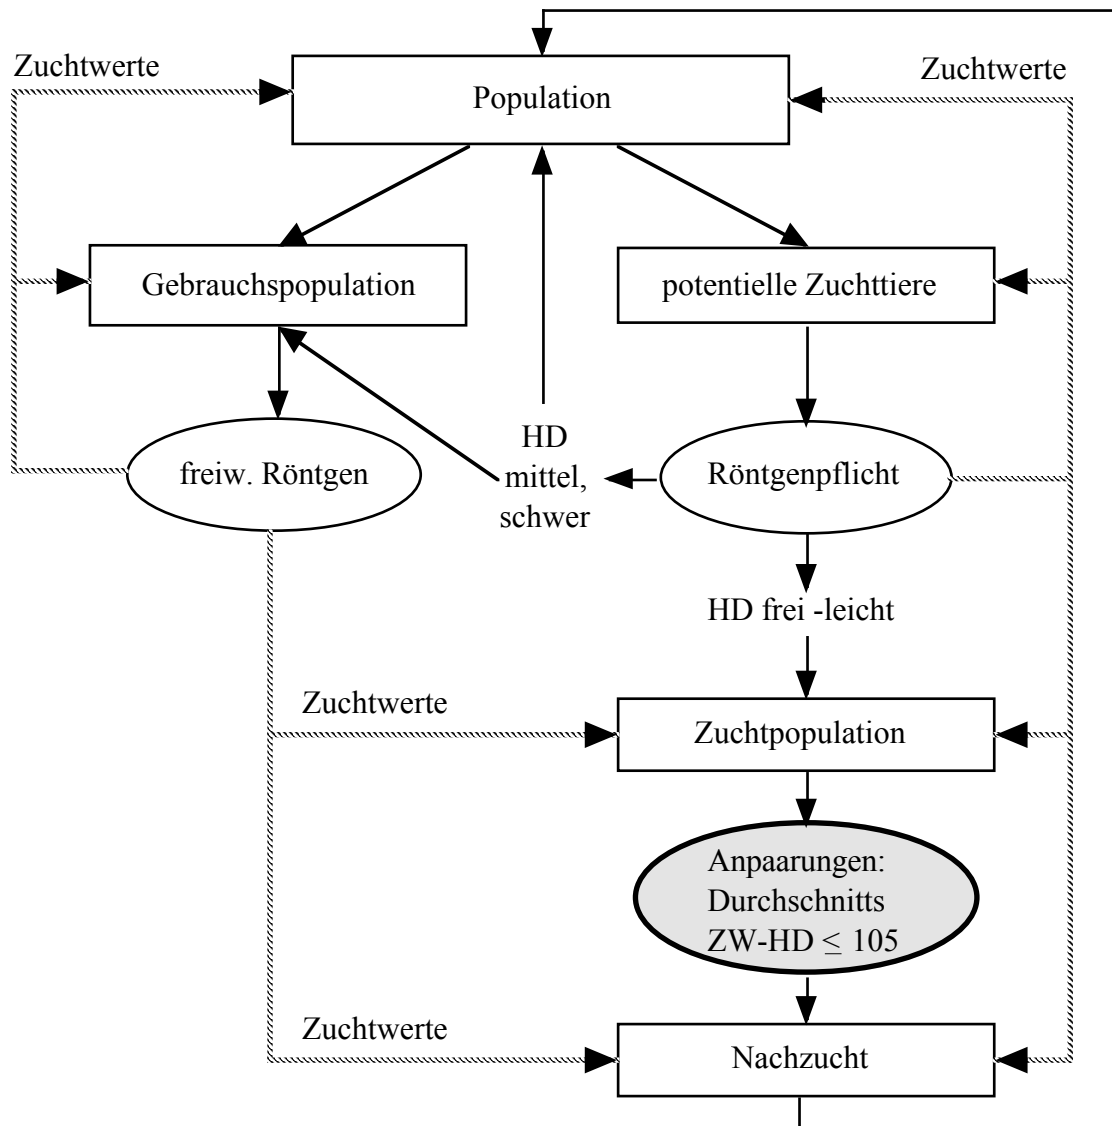 Zuchtwerte
Zuchtwerte
Population
Gebrauchspopulation
potentielle Zuchttiere
HD
mittel,
schwer
freiw. Röntgen
Röntgenpflicht
HD frei -leicht
Zuchtwerte
Zuchtpopulation
Anpaarungen:
Durchschnitts
ZW-HD ≤ 105
Zuchtwerte
Nachzucht